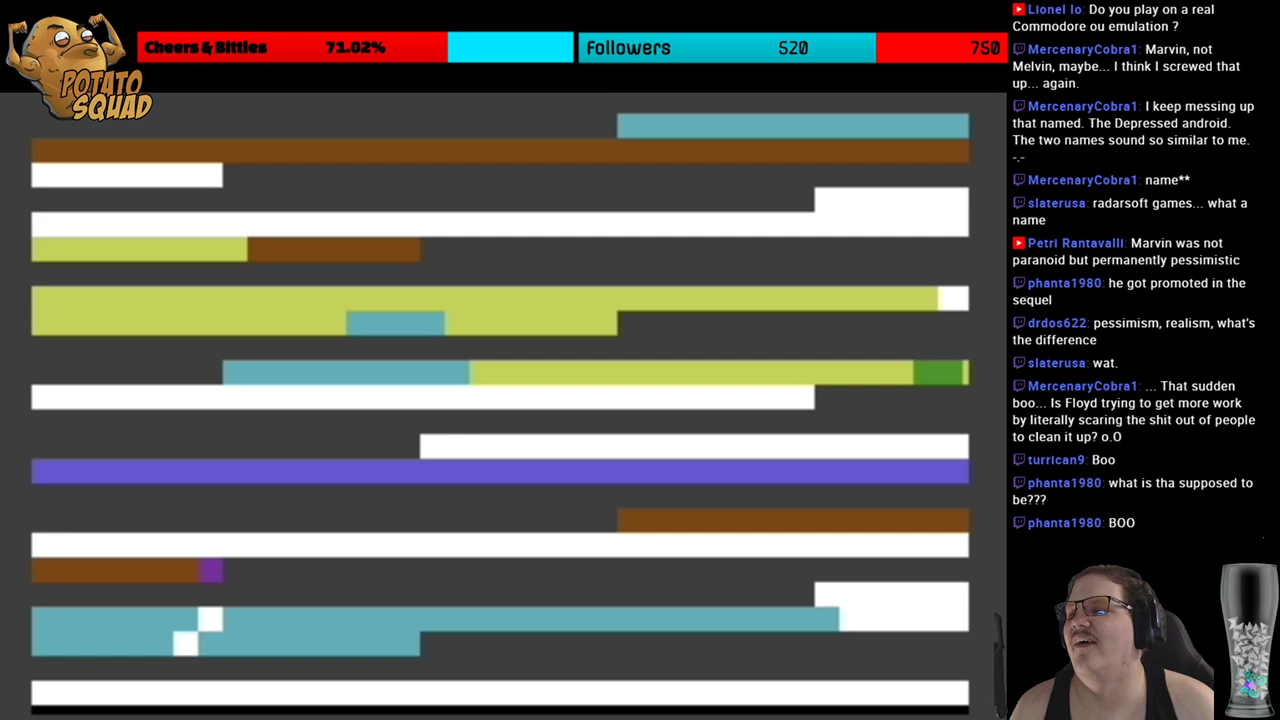 POTATO
SQUAD
Cheers & Bitties 71.02%
Followers 520 750
Lionel Io: Do you play on a real
Commodore ou emulation ?
MercenaryCobra1: Marvin, not
Melvin, maybe... I think I screwed that
up... again.
MercenaryCobra1: I keep messing up
that named. The Depressed android.
The two names sound so similar to me.
-.-
MercenaryCobra1: name**
slaterusa: radarsoft games... what a
name
Petri Rantavalli: Marvin was not
paranoid but permanently pessimistic
phanta1980: he got promoted in the
sequel
drdos622: pessimism, realism, what's
the difference
slaterusa: wat.
MercenaryCobra1: ... That sudden
boo... Is Floyd trying to get more work
by literally scaring the shit out of people
to clean it up? o.O
turrican9: Boo
phanta1980: what is tha supposed to
be???
phanta1980: BOO